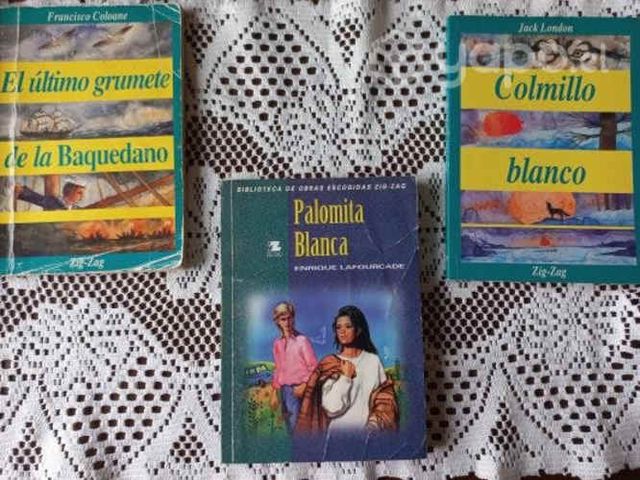 Francisco Coloane
El último grumete
de la Baquedano
Zig-Zag
BIBLIOTECA DE OBRAS ESCOGIDAS ZIG-ZAG
Palomita
Blanca
ENRIQUE LAFOURCADE
Jack London
Colmillo
blanco
Zig-Zag